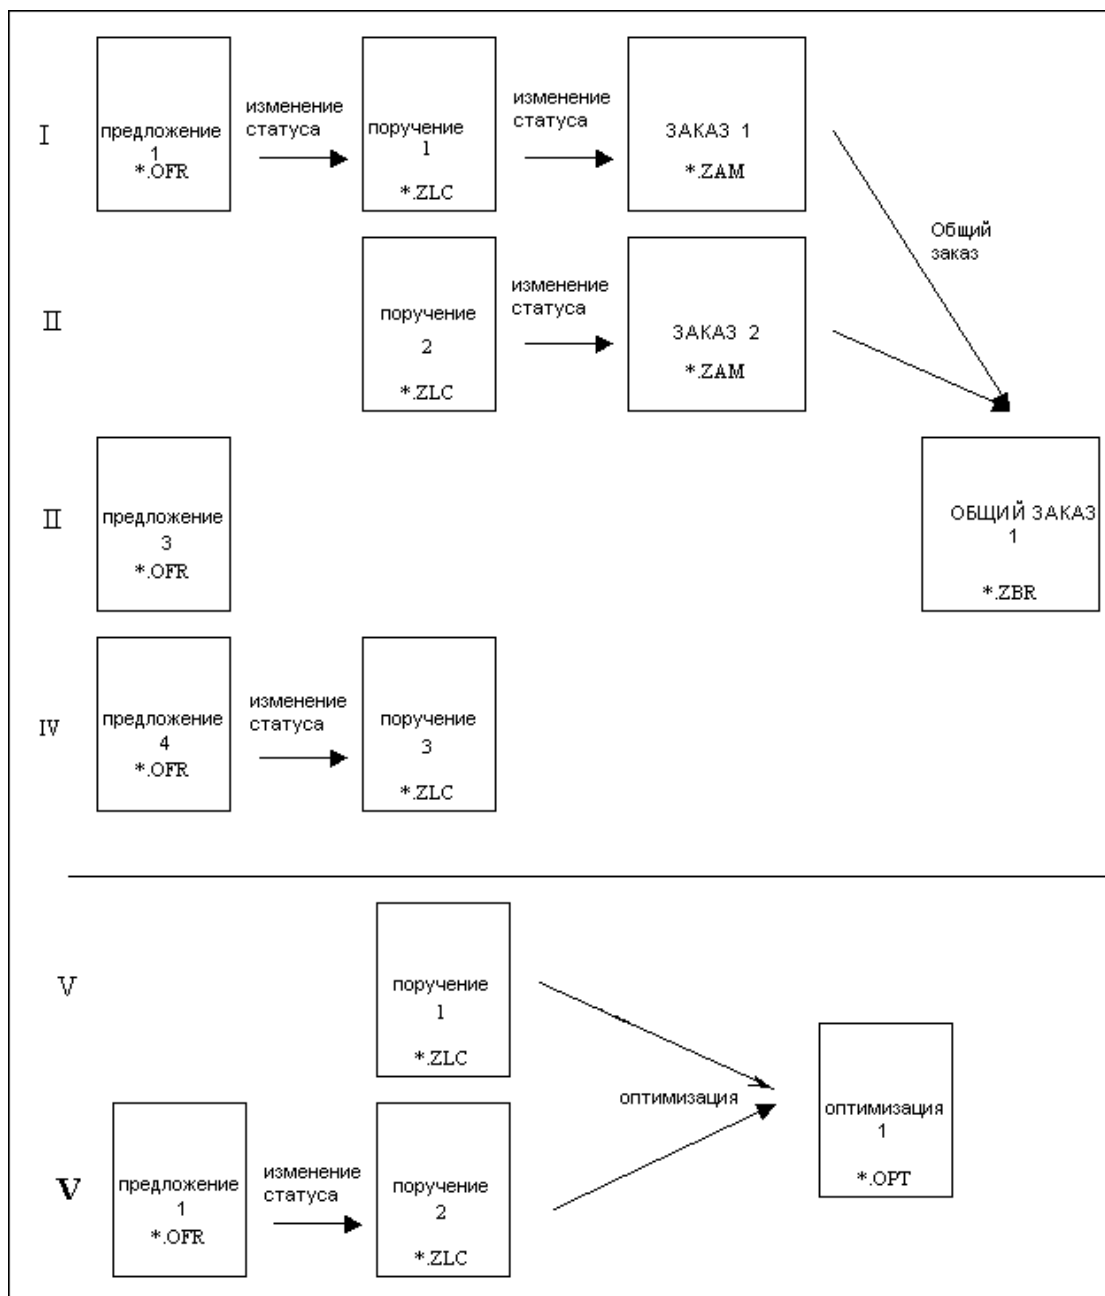 I
предложение
1
*.OFR
изменение
статуса
поручение
1
*.ZLC
изменение
статуса
ЗАКАЗ 1
*.ZAM
Общий
заказ
II
поручение
2
*.ZLC
изменение
статуса
ЗАКАЗ 2
*.ZAM
II
предложение
3
*.OFR
ОБЩИЙ ЗАКАЗ
1
*.ZBR
IV
предложение
4
*.OFR
изменение
статуса
поручение
3
*.ZLC
V
поручение
1
*.ZLC
оптимизация
оптимизация
1
*.OPT
V
предложение
1
*.OFR
изменение
статуса
поручение
2
*.ZLC